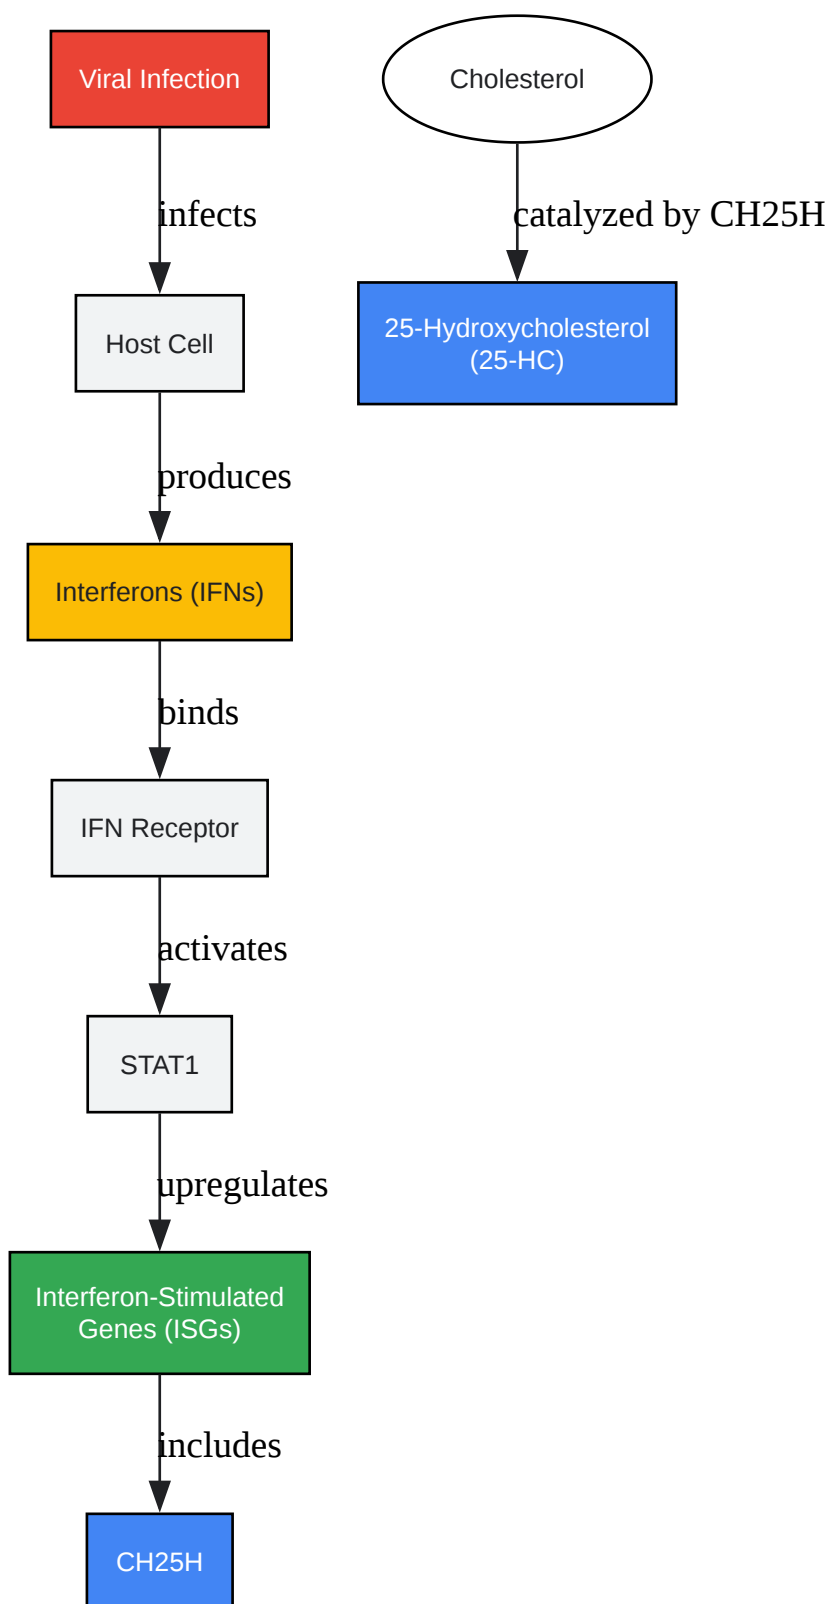 Viral Infection
Cholesterol
infects
catalyzed by CH25H
Host Cell
25-Hydroxycholesterol
(25-HC)
produces
Interferons (IFNs)
binds
IFN Receptor
activates
STAT1
upregulates
Interferon-Stimulated
Genes (ISGs)
includes
CH25H